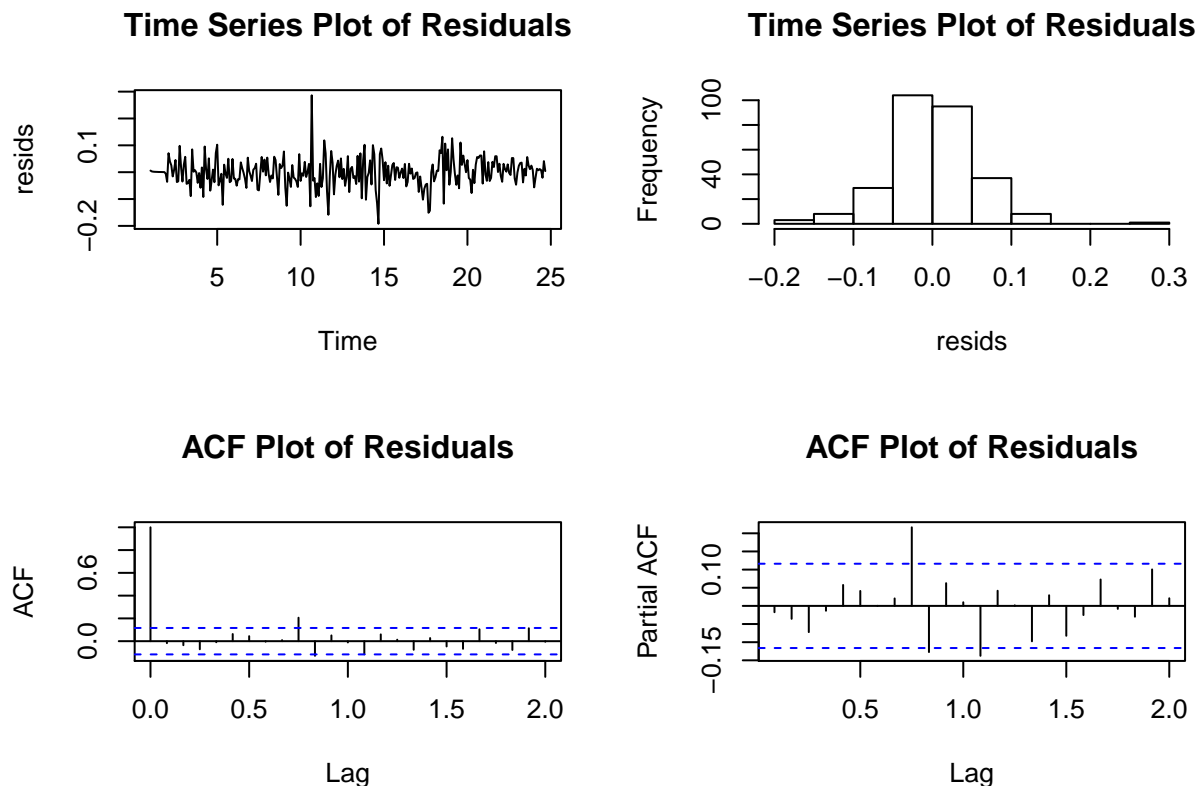 Time Series Plot of Residuals
resids
0.1
−0.2
5 10 15 20 25
Time
Time Series Plot of Residuals
Frequency
100
40
0
−0.2 −0.1 0.0 0.1 0.2 0.3
resids
ACF Plot of Residuals
ACF
0.6
0.0
0.0 0.5 1.0 1.5 2.0
Lag
ACF Plot of Residuals
Partial ACF
0.10
−0.15
0.5 1.0 1.5 2.0
Lag